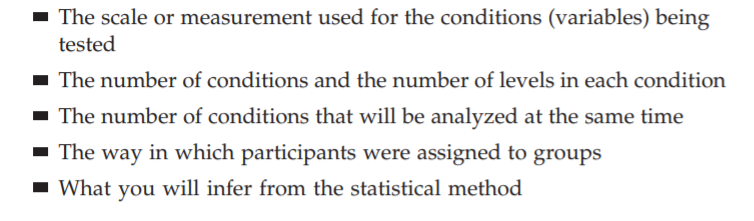 The scale or measurement used for the conditions (variables) being
tested
The number of conditions and the number of levels in each condition
The number of conditions that will be analyzed at the same time
The way in which participants were assigned to groups
What you will infer from the statistical method